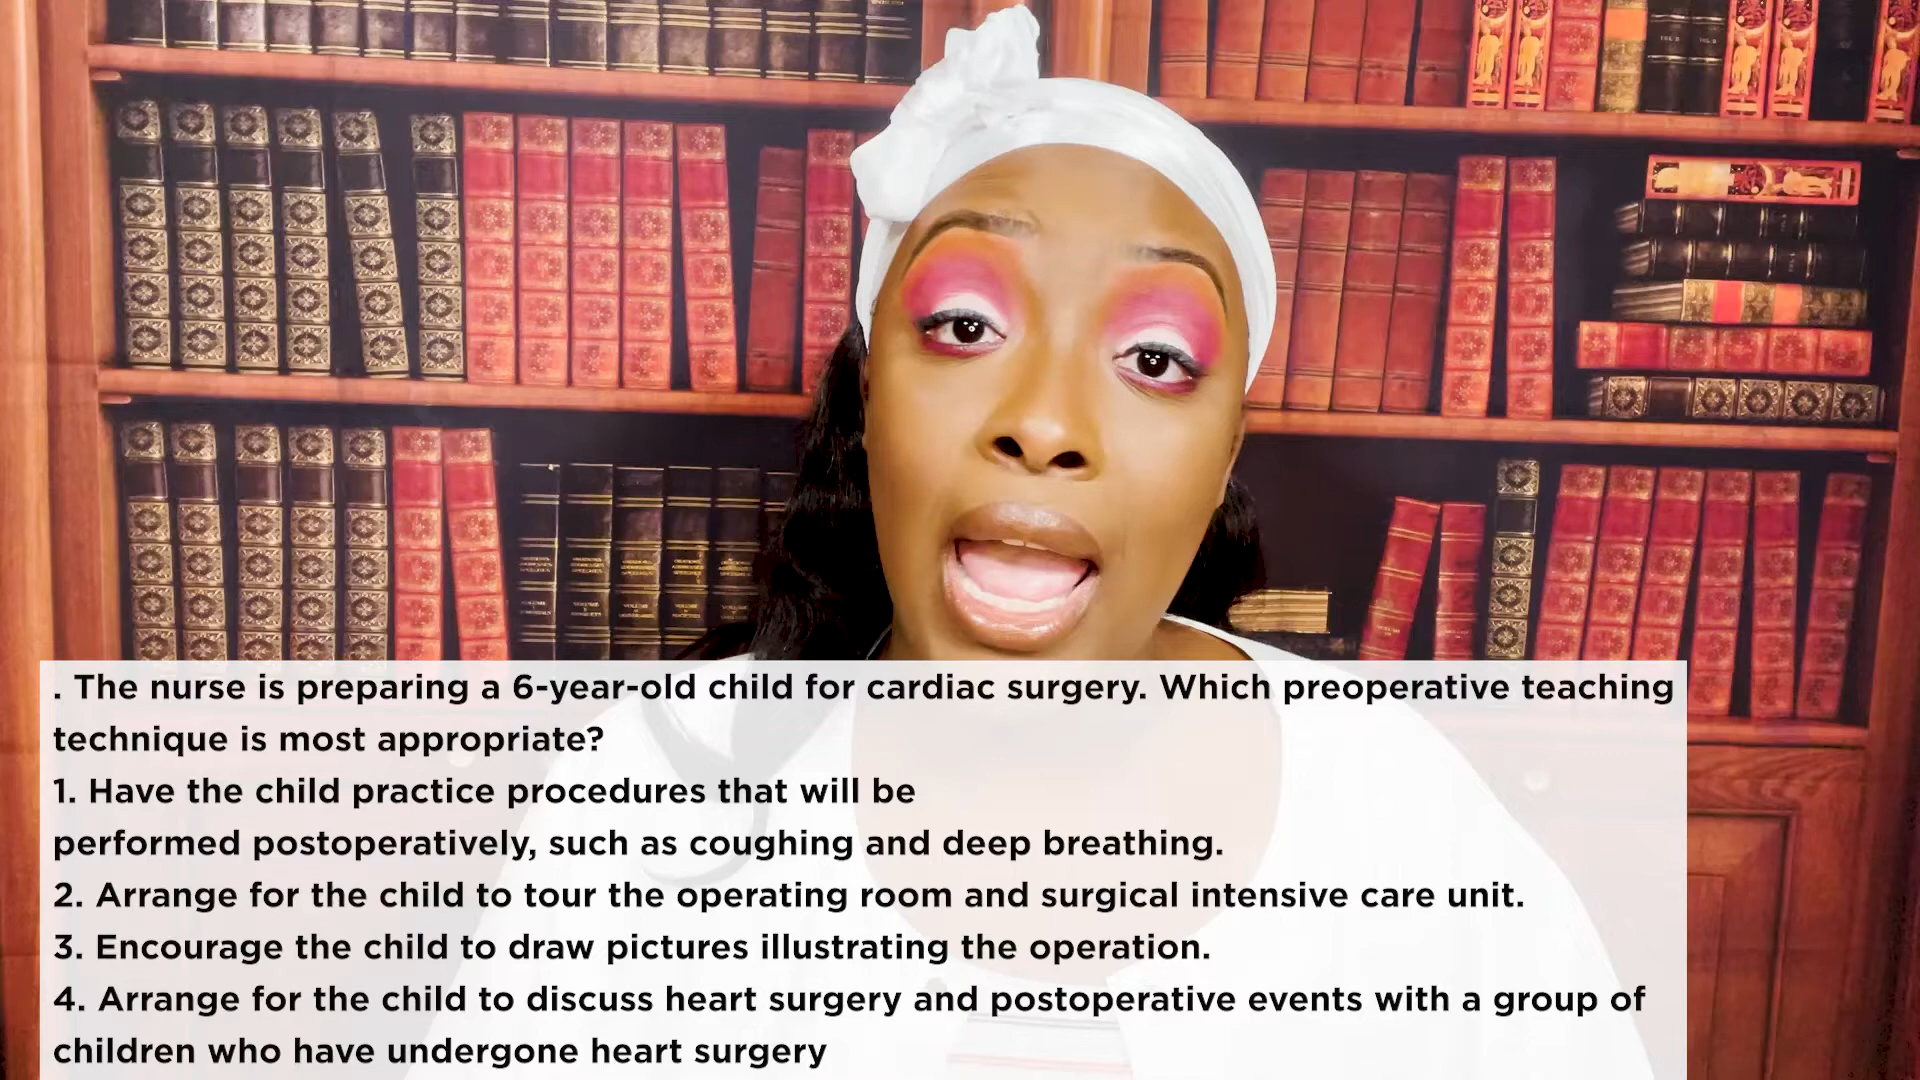 . The nurse is preparing a 6-year-old child for cardiac surgery. Which preoperative teaching
technique is most appropriate?
1. Have the child practice procedures that will be
performed postoperatively, such as coughing and deep breathing.
2. Arrange for the child to tour the operating room and surgical intensive care unit.
3. Encourage the child to draw pictures illustrating the operation.
4. Arrange for the child to discuss heart surgery and postoperative events with a group of
children who have undergone heart surgery